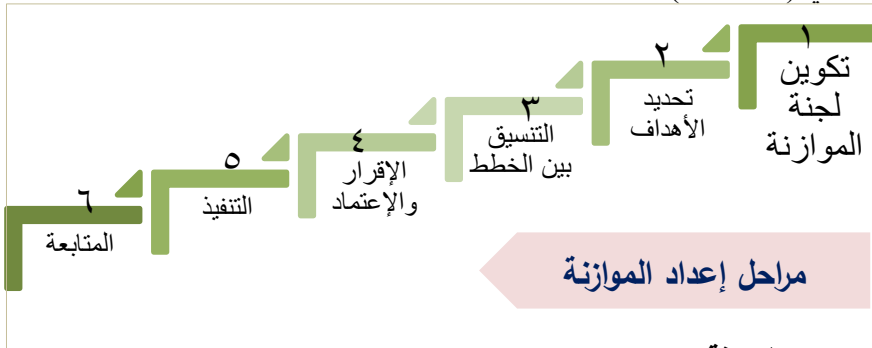 ١
تكوين
لجنة
الموازنة
٢
تحديد
الأهداف
٣
التنسيق
بين الخطط
٤
الإقرار
والإعتماد
٥
التنفيذ
٦
المتابعة
مراحل إعداد الموازنة